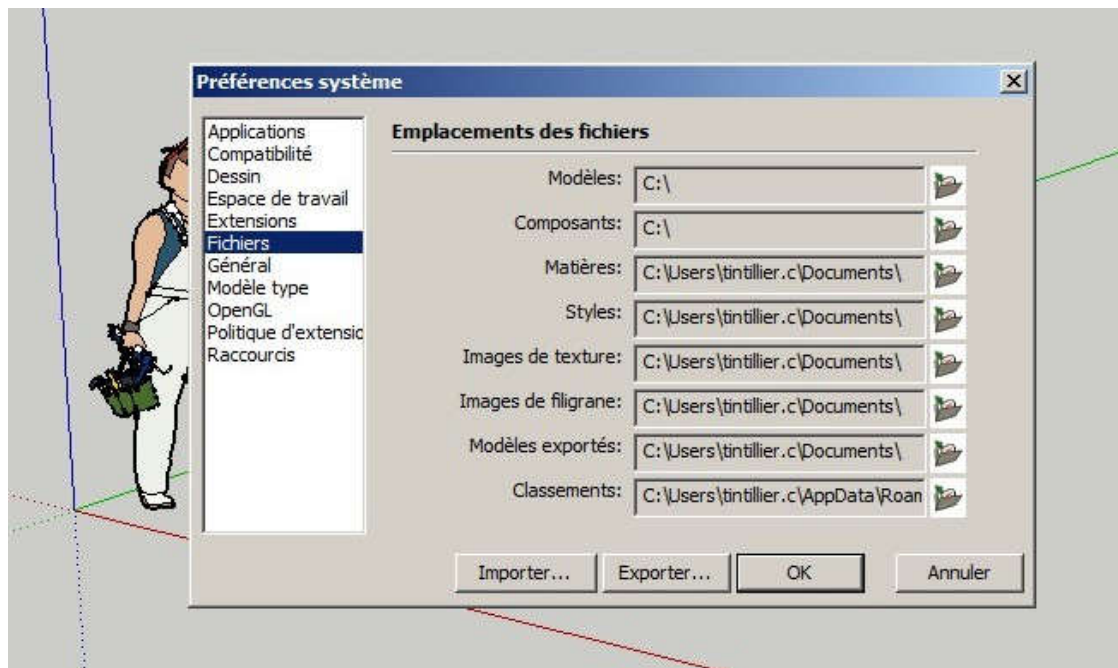 Préférences système
Applications
Compatibilité
Dessin
Espace de travail
Extensions
Fichiers
Général
Modèle type
OpenGL
Politique d'extensio
Raccourcis
Emplacements des fichiers
Modèles: C:\
Composants: C:\
Matières: C:\Users\tintillier.c\Documents\
Styles: C:\Users\tintillier.c\Documents\
Images de texture: C:\Users\tintillier.c\Documents\
Images de filigrane: C:\Users\tintillier.c\Documents\
Modèles exportés: C:\Users\tintillier.c\Documents\
Classements: C:\Users\tintillier.c\AppData\Roan
Importer... Exporter... OK Annuler